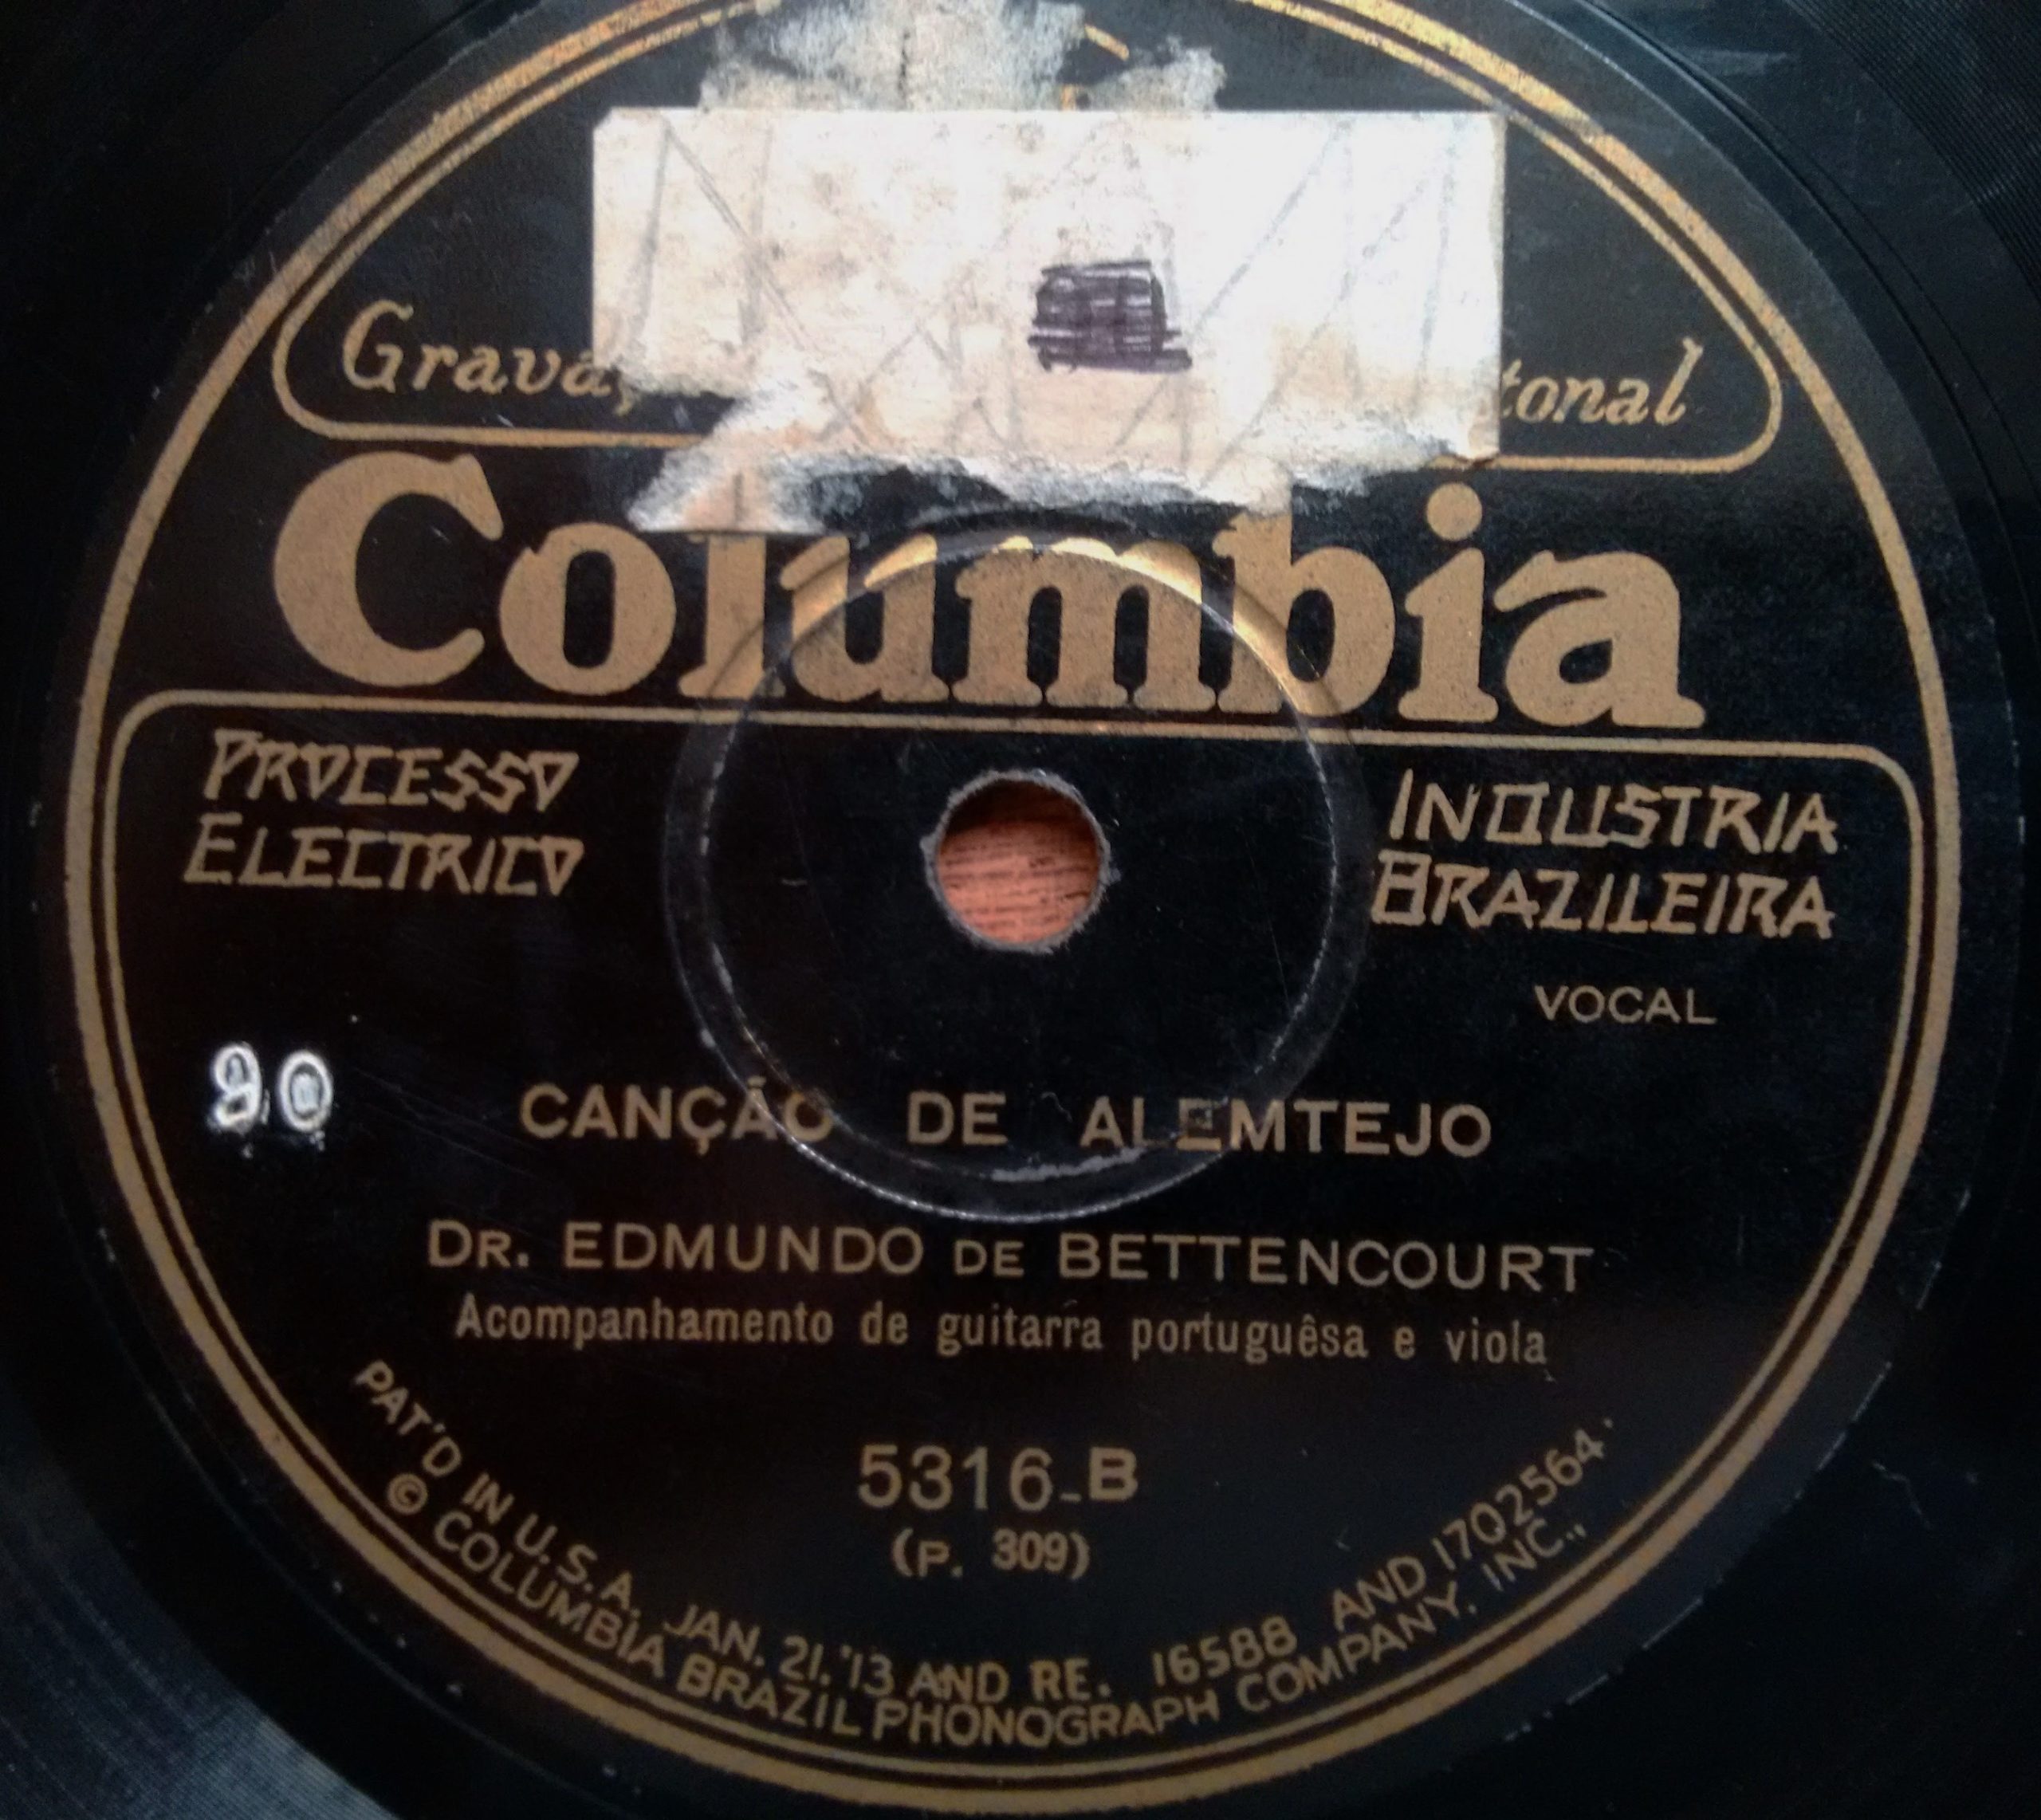 Columbia
PROCESSO
ELECTRICO
INDUSTRIA
BRAZILEIRA
VOCAL
90
CANÇÃO DE ALEMTEJO
DR. EDMUNDO DE BETTENCOURT
Acompanhamento de guitarra portuguêsa e viola
5316-B
(P. 309)
PAT'D IN U.S.A. JAN. 21, '13 AND RE. 16588 AND 1702564.
© COLUMBIA BRAZIL PHONOGRAPH COMPANY, INC.,,